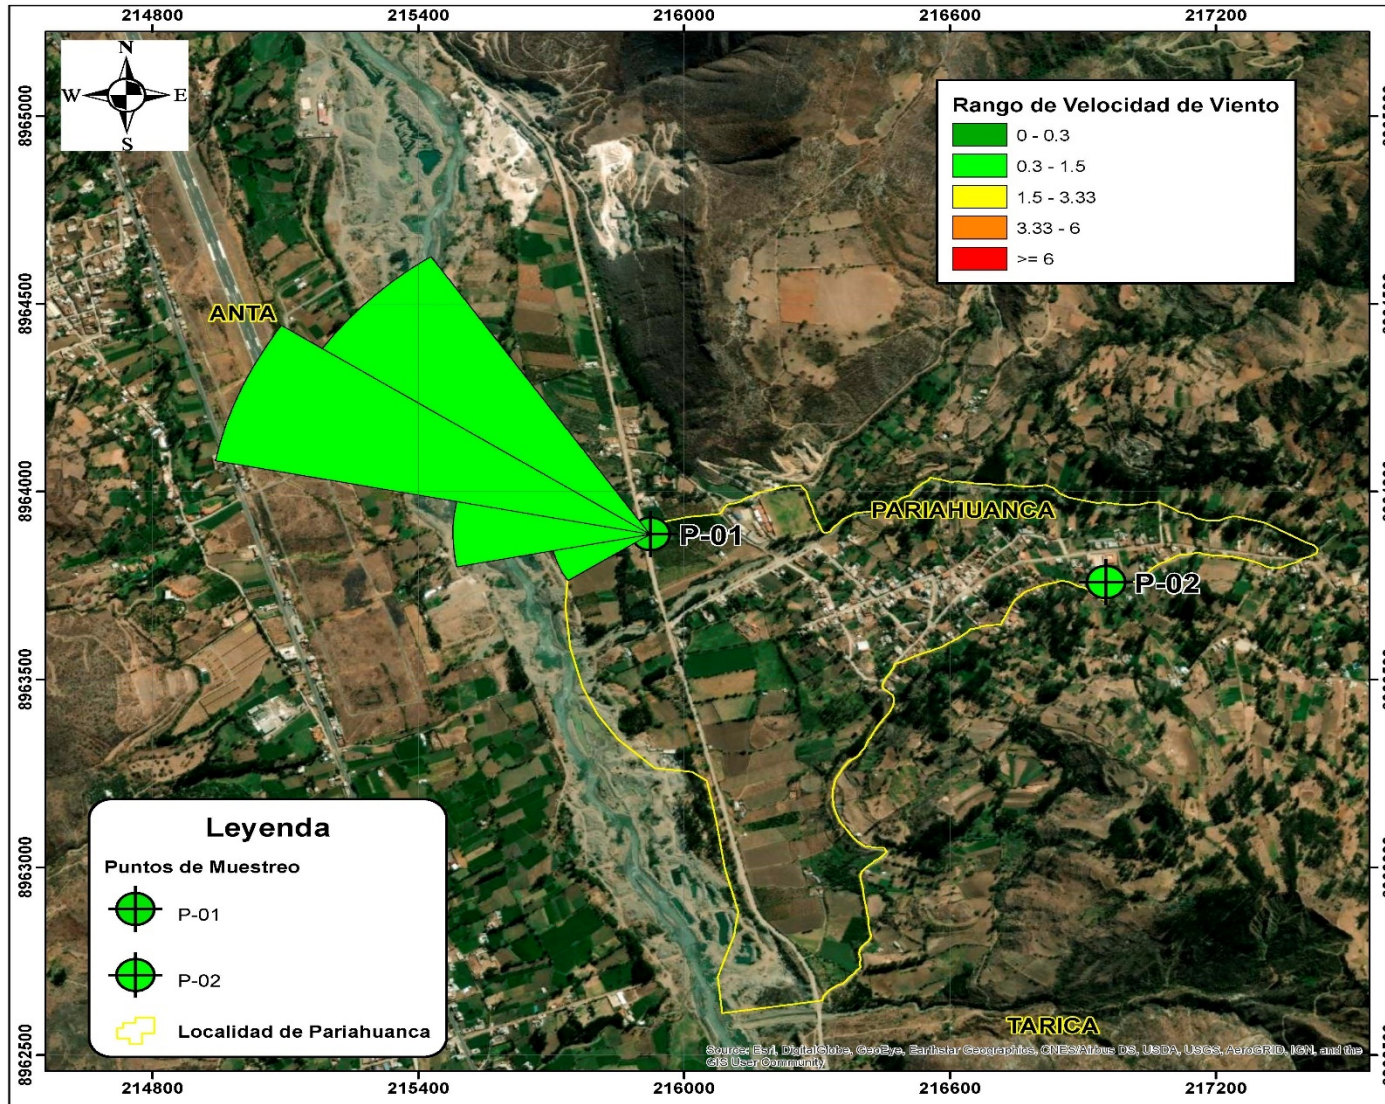 214800 215400 216000 216600 217200
N
W E
S
Rango de Velocidad de Viento
0 - 0.3
0.3 - 1.5
1.5 - 3.33
3.33 - 6
>= 6
8965000
8964500
ANTA
8964000
PARIAHUANCA
P-01
P-02
8963500
8963000
Leyenda
Puntos de Muestreo
P-01
P-02
Localidad de Pariahuanca
TARICA
Source: Esri, DigitalGlobe, GeoEye, Earthstar Geographics, CNES/Airbus DS, USDA, USGS, AeroGRID, IGN, and the
GIS User Community
8962500
214800 215400 216000 216600 217200